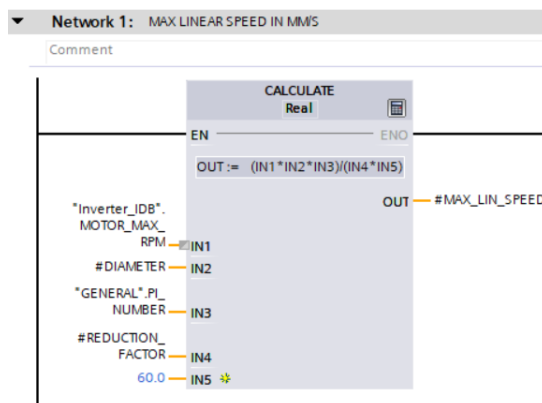 Network 1: MAX LINEAR SPEED IN MM/S
Comment
CALCULATE
Real
EN
ENO
OUT := (IN1*IN2*IN3)/(IN4*IN5)
OUT
#MAX_LIN_SPEED
"Inverter_IDB".
MOTOR_MAX_
RPM
IN1
#DIAMETER
IN2
"GENERAL".PI_
NUMBER
IN3
#REDUCTION_
FACTOR
IN4
60.0
IN5